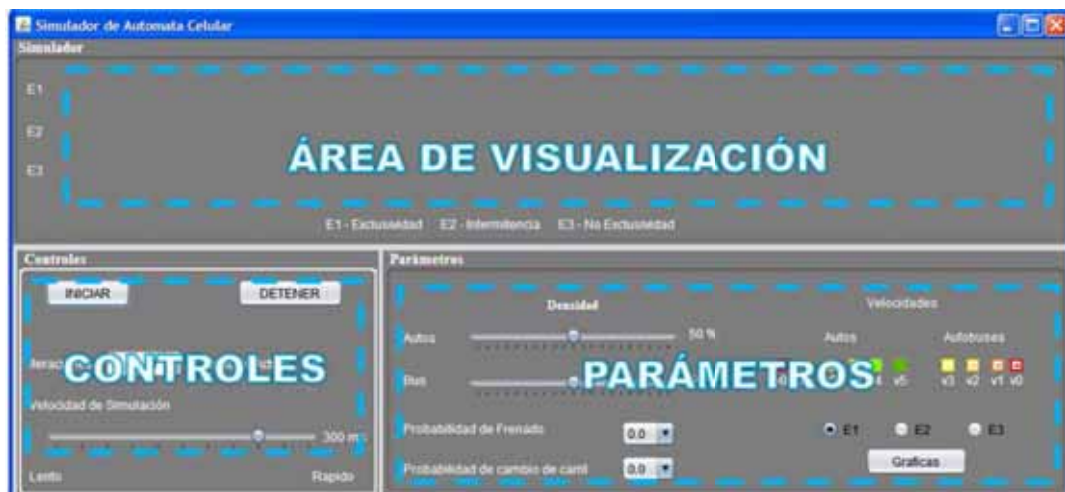 Simulador de Automata Celular
Simulador
E1
E2
E3
ÁREA DE VISUALIZACIÓN
E1 - Exclusividad E2 - Intermitencia E3 - No Exclusividad
Controles
INICIAR DETENER
CONTROLES
Velocidad de Simulación
300 m
Lento Rapido
Parámetros
Densidad Velocidades
Autos 50 % Autos Autobuses
Bus
PARÁMETROS
v5 v3 v2 v1 v0
Probabilidad de Frenado 0.0 E1 E2 E3
Probabilidad de cambio de carril 0.0 Graficas